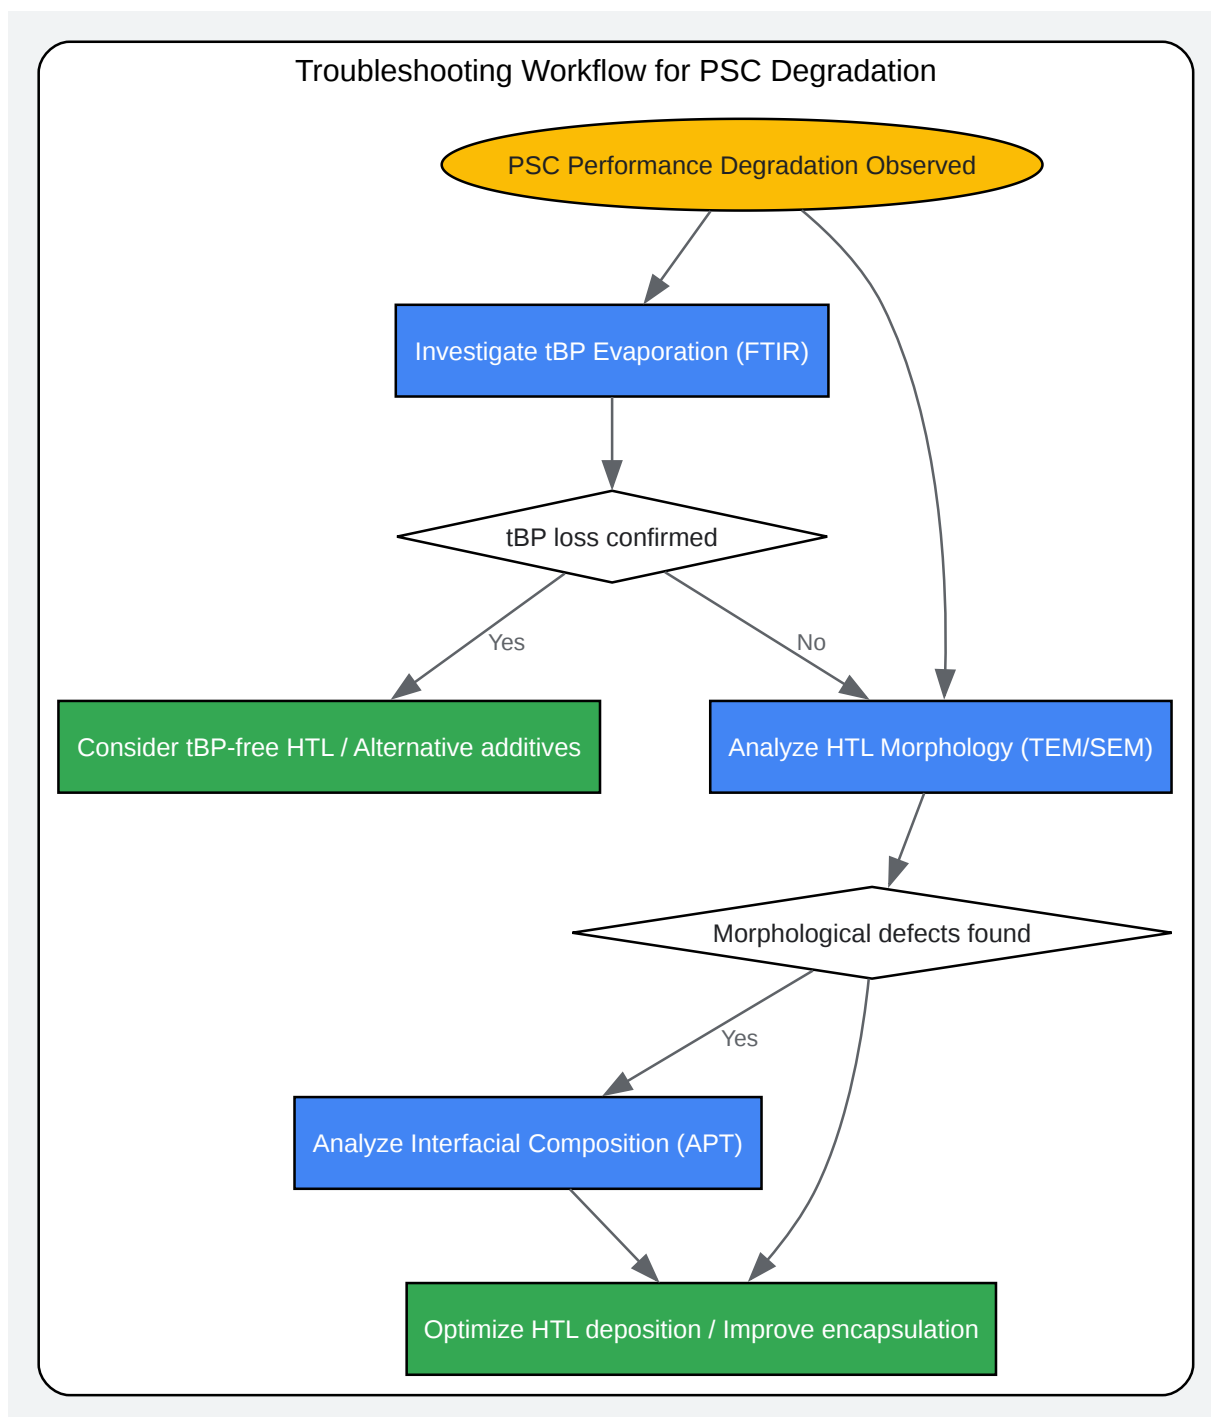 Troubleshooting Workflow for PSC Degradation
PSC Performance Degradation Observed
Investigate tBP Evaporation (FTIR)
tBP loss confirmed
Yes
No
Consider tBP-free HTL / Alternative additives
Analyze HTL Morphology (TEM/SEM)
Morphological defects found
Yes
Analyze Interfacial Composition (APT)
Optimize HTL deposition / Improve encapsulation